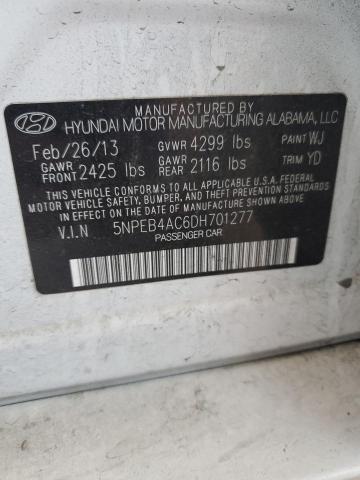 MANUFACTURED BY
HYUNDAI MOTOR MANUFACTURING ALABAMA, LLC
Feb/26/13 GVWR 4299 lbs PAINT WJ
GAWR FRONT 2425 lbs GAWR REAR 2116 lbs TRIM YD
THIS VEHICLE CONFORMS TO ALL APPLICABLE U.S.A. FEDERAL
MOTOR VEHICLE SAFETY, BUMPER, AND THEFT PREVENTION
STANDARDS IN EFFECT ON THE DATE OF MANUFACTURE SHOWN ABOVE.
V.I.N 5NPEB4AC6DH701277
PASSENGER CAR